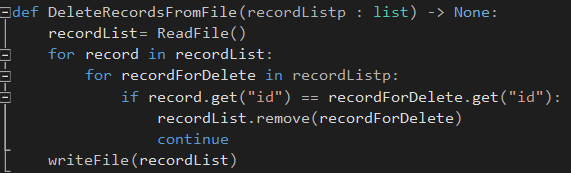 def DeleteRecordsFromFile(recordListp : list) -> None:
    recordList= ReadFile()
    for record in recordList:
        for recordForDelete in recordListp:
            if record.get("id") == recordForDelete.get("id"):
                recordList.remove(recordForDelete)
                continue
    writeFile(recordList)